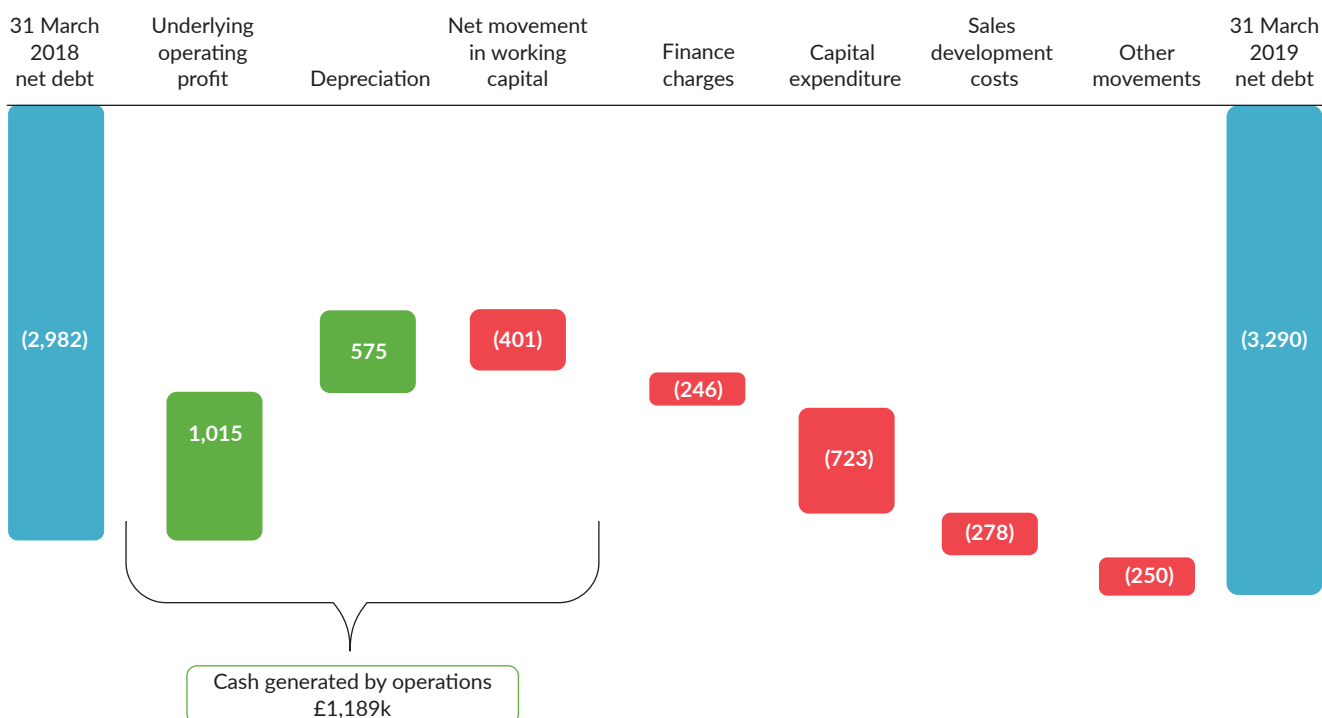 31 March
2018
net debt
Underlying
operating
profit
Depreciation
Net movement
in working
capital
Finance
charges
Capital
expenditure
Sales
development
costs
Other
movements
31 March
2019
net debt
(2,982)
1,015
575
(401)
(246)
(723)
(278)
(250)
(3,290)
Cash generated by operations
£1,189k